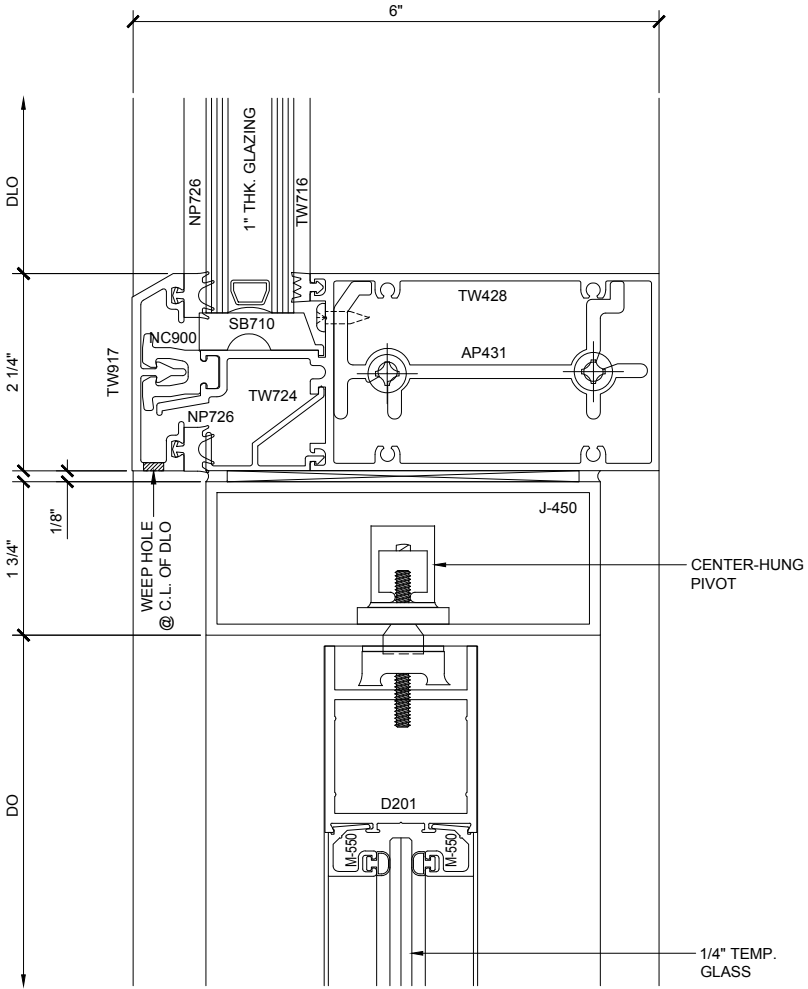 6"
DLO
NP726
1" THK. GLAZING
TW716
TW428
SB710
NC900
AP431
2 1/4"
TW917
TW724
NP726
1/8"
J-450
1 3/4"
WEEP HOLE
@ C.L. OF DLO
CENTER-HUNG
PIVOT
DO
D201
M-550
M-550
1/4" TEMP.
GLASS